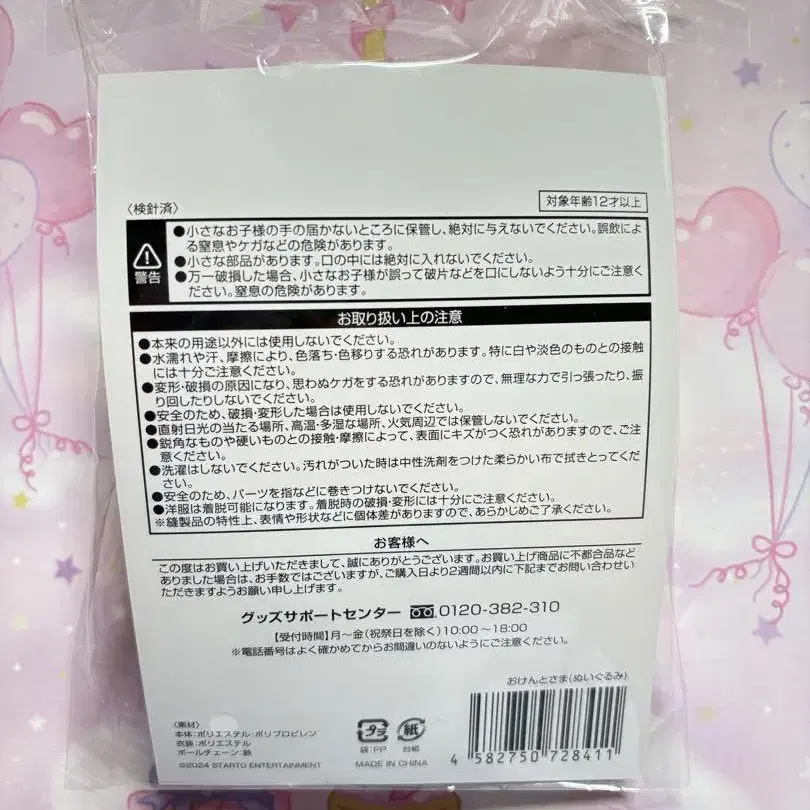 〈検針済〉
対象年齢12才以上
警告
●小さなお子様の手の届かないところに保管し、絶対に与えないでください。誤飲によ
る窒息やケガなどの危険があります。
●小さな部品があります。口の中には絶対に入れないでください。
●万一破損した場合、小さなお子様が誤って破片などを口にしないよう十分にご注意く
ださい。窒息の危険があります。
お取り扱い上の注意
●本来の用途以外には使用しないでください。
●水濡れや汗、摩擦により、色落ち・色移りする恐れがあります。特に白や淡色のものとの接触
には十分ご注意ください。
●変形・破損の原因になり、思わぬケガをする恐れがありますので、無理な力で引っ張ったり、振
り回したりしないでください。
●安全のため、破損・変形した場合は使用しないでください。
●直射日光の当たる場所、高温・多湿な場所、火気周辺では保管しないでください。
●鋭角なものや硬いものとの接触・摩擦によって、表面にキズがつく恐れがありますので、ご注
意ください。
●洗濯はしないでください。汚れがついた時は中性洗剤をつけた柔らかい布で拭きとってくだ
さい。
●安全のため、パーツを指などに巻きつけないでください。
●洋服は着脱可能になります。着脱時の破損・変形には十分にご注意ください。
※縫製品の特性上、表情や形状などに個体差がありますので、あらかじめご了承ください。
お客様へ
この度はお買い上げいただきまして、誠にありがとうございます。お買い上げ商品に不都合品など
ありました場合は、お手数ではございますが、ご購入日より2週間以内に下記までお問い合わせい
ただきますようお願い申し上げます。
グッズサポートセンター 0120-382-310
【受付時間】月～金(祝祭日を除く)10:00～18:00
※電話番号はよく確かめてからお間違いのないようにご注意ください。
おけんとさま(ぬいぐるみ)
〈素材〉
本体:ポリエステル・ポリプロピレン
衣装:ポリエステル
ボールチェーン:鉄
©2024 STARTO ENTERTAINMENT
プラ
袋:PP
紙
台紙
MADE IN CHINA
4 582750 728411